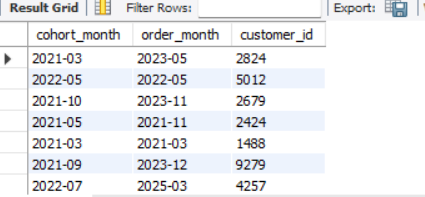 Result Grid Filter Rows: Export:
cohort_month order_month customer_id
2021-03 2023-05 2824
2022-05 2022-05 5012
2021-10 2023-11 2679
2021-05 2021-11 2424
2021-03 2021-03 1488
2021-09 2023-12 9279
2022-07 2025-03 4257